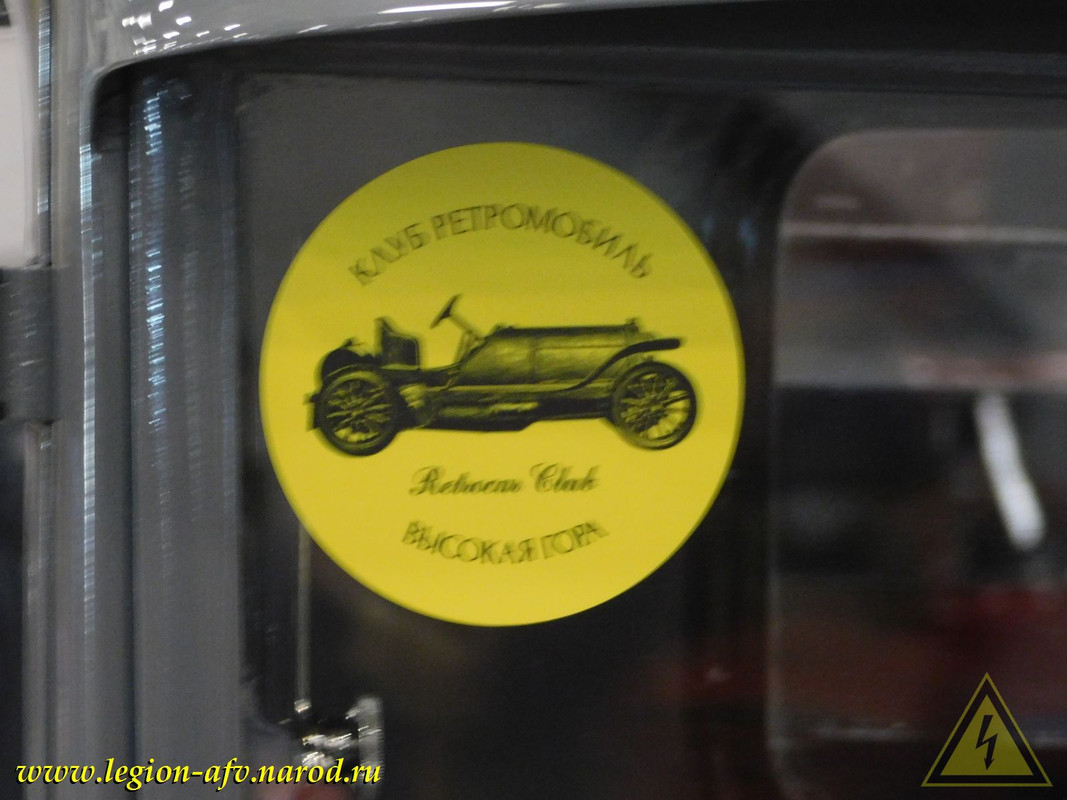 КЛУБ РЕТРОМОБИЛЬ
Retrocar Club
ВЫСОКАЯ ГОРА
www.legion-afv.narod.ru